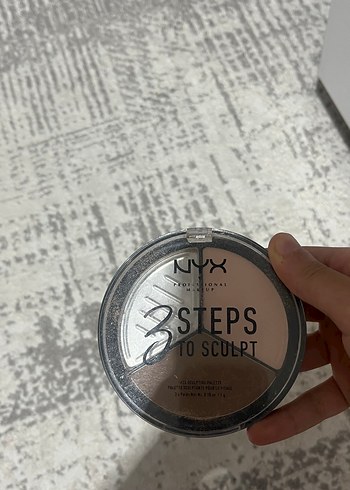 NYX
PROFESSIONAL
MAKEUP
3 STEPS
TO SCULPT